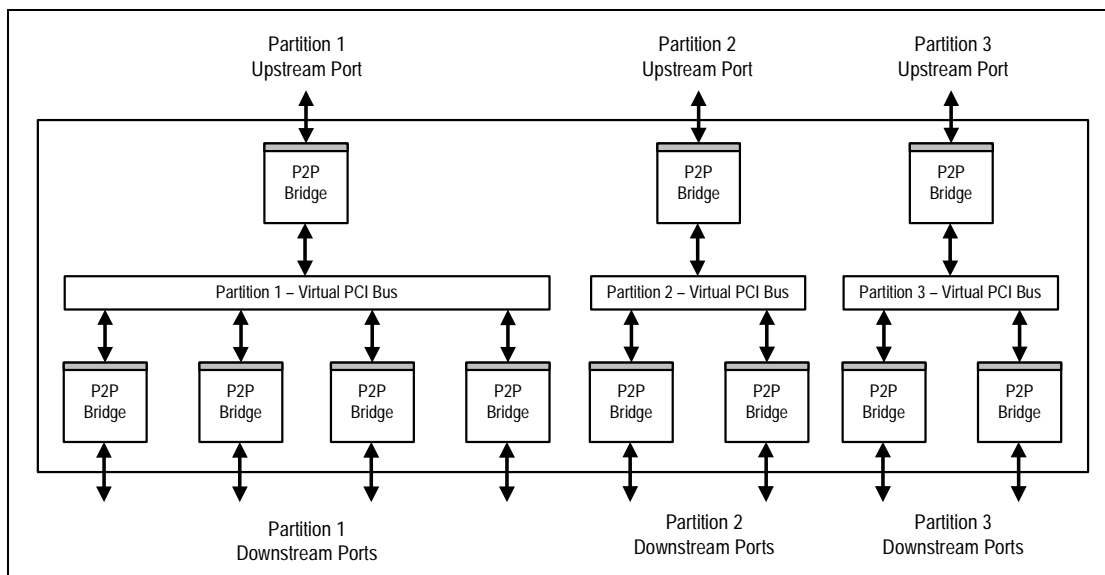 Partition 1
Upstream Port
Partition 2
Upstream Port
Partition 3
Upstream Port
P2P
Bridge
P2P
Bridge
P2P
Bridge
Partition 1 – Virtual PCI Bus
Partition 2 – Virtual PCI Bus
Partition 3 – Virtual PCI Bus
P2P
Bridge
P2P
Bridge
P2P
Bridge
P2P
Bridge
P2P
Bridge
P2P
Bridge
P2P
Bridge
P2P
Bridge
Partition 1
Downstream Ports
Partition 2
Downstream Ports
Partition 3
Downstream Ports